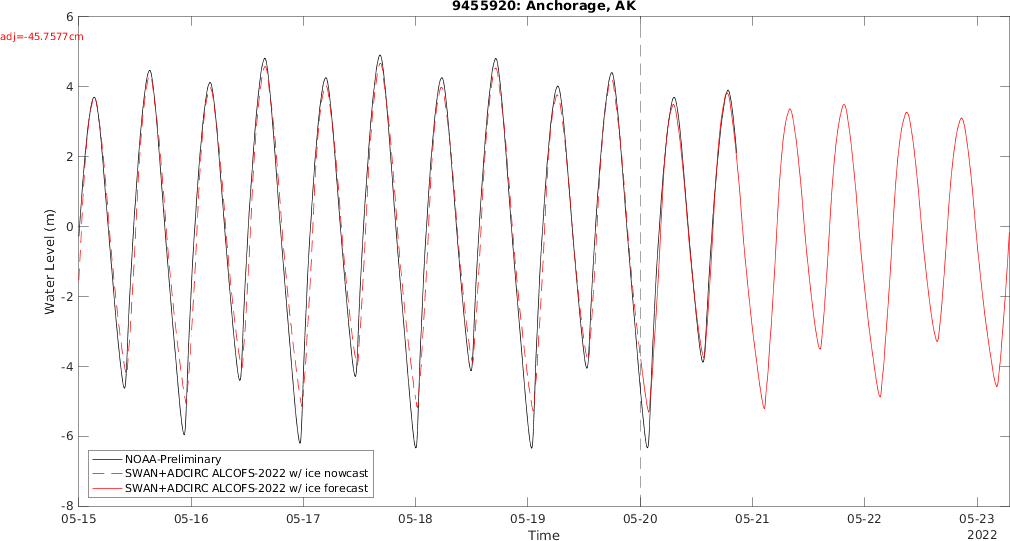 9455920: Anchorage, AK
adj=-45.7577cm
6
4
2
0
-2
-4
-6
-8
Water Level (m)
NOAA-Preliminary
SWAN+ADCIRC ALCOFS-2022 w/ ice nowcast
SWAN+ADCIRC ALCOFS-2022 w/ ice forecast
05-15 05-16 05-17 05-18 05-19 05-20 05-21 05-22 05-23
Time
2022